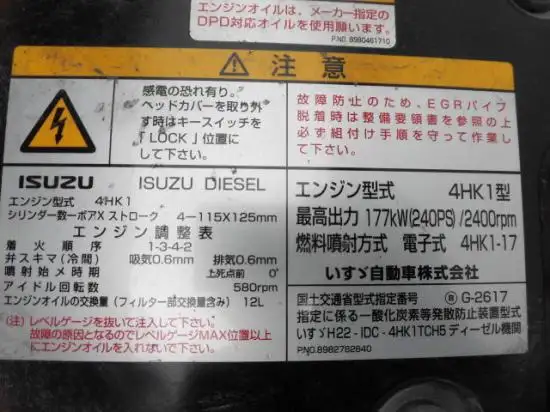 エンジンオイルは、メーカー指定の
DPD対応オイルを使用願います。
P.NO. 8980461710
注意
感電の恐れ有り。
ヘッドカバーを取り外
す時はキースイッチを
「LOCK」位置に
して下さい。
故障防止のため、EGRパイプ
脱着時は整備要領書を参照の上
必ず組付け手順を守って作業し
て下さい。
ISUZU ISUZU DIESEL
エンジン型式 4HK1
シリンダー数ーボアX ストローク 4-115X125mm
エンジン調整表
着火順序 1-3-4-2
弁スキマ(冷間) 吸気0.6mm 排気0.6mm
噴射始メ時期 上死点前 0°
アイドル回転数 580rpm
エンジンオイルの交換量(フィルター部交換量含み) 12L
(注)レベルゲージを抜いて注入して下さい。
故障の原因となるのでレベルゲージMAX位置以上
にエンジンオイルを入れないで下さい。
エンジン型式 4HK1型
最高出力 177kW(240PS)/2400rpm
燃料噴射方式 電子式 4HK1-17
いすゞ自動車株式会社
国土交通省型式指定番号 G-2617
指定に係る一酸化炭素等発散防止装置型式
いすゞH22-IDC-4HK1TCH5 ディーゼル機関
P.NO.8982782840